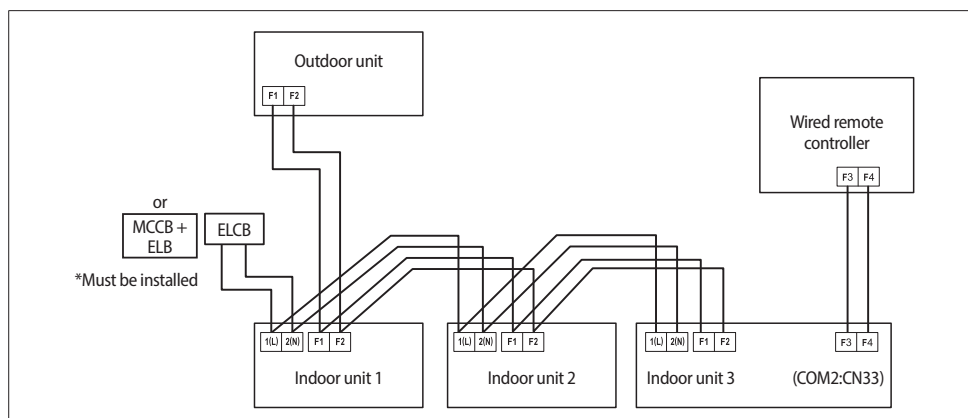 Outdoor unit
F1 F2
Wired remote
controller
F3 F4
or
MCCB +
ELB
ELCB
*Must be installed
1(L) 2(N) F1 F2
Indoor unit 1
1(L) 2(N) F1 F2
Indoor unit 2
1(L) 2(N) F1 F2
F3 F4
Indoor unit 3
(COM2:CN33)